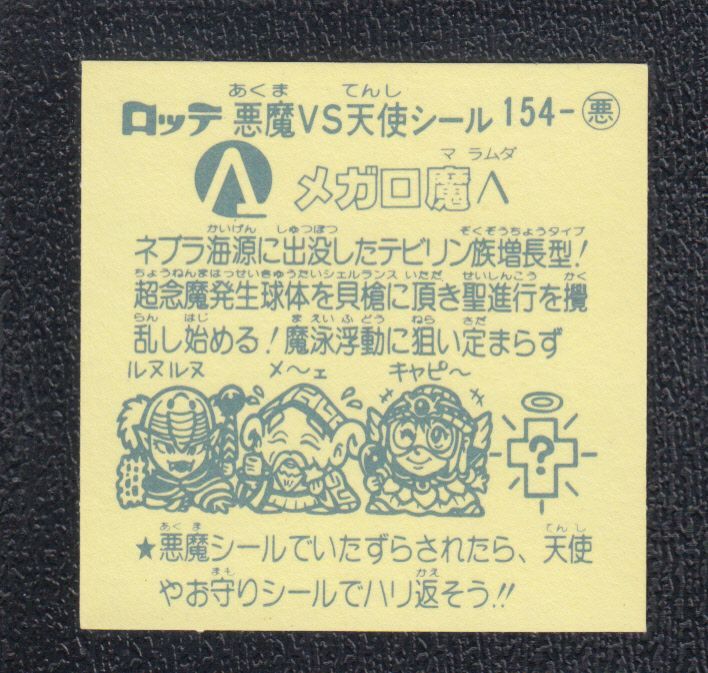 あくま てんし
ロッテ 悪魔VS天使シール 154-悪
マ ラムダ
メガロ魔Λ
かいげん しゅつぼつ ぞくぞうちょうタイプ
ネブラ海源に出没したテビリン族増長型!
ちょうねんまはっせいきゅうたいシェルランス いただ せいしんこう かく
超念魔発生球体を貝槍に頂き聖進行を攪
らん はじ まえいふどう ねら さだ
乱し始める!魔泳浮動に狙い定まらず
ルヌルヌ メ〜ェ キャピ〜
?
あくま てんし
★悪魔シールでいたずらされたら、天使
まも かえ
やお守りシールでハリ返そう!!